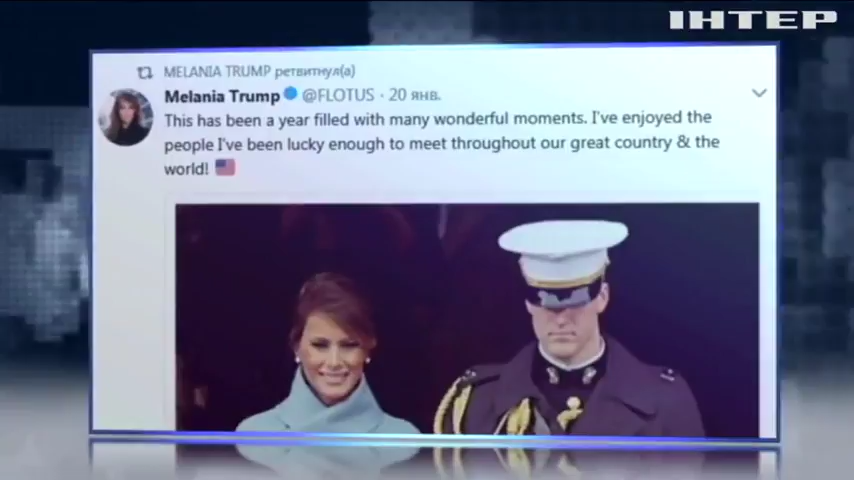 ІНТЕР
MELANIA TRUMP ретвитнул(а)
Melania Trump @FLOTUS · 20 янв.
This has been a year filled with many wonderful moments. I've enjoyed the
people I've been lucky enough to meet throughout our great country & the
world!